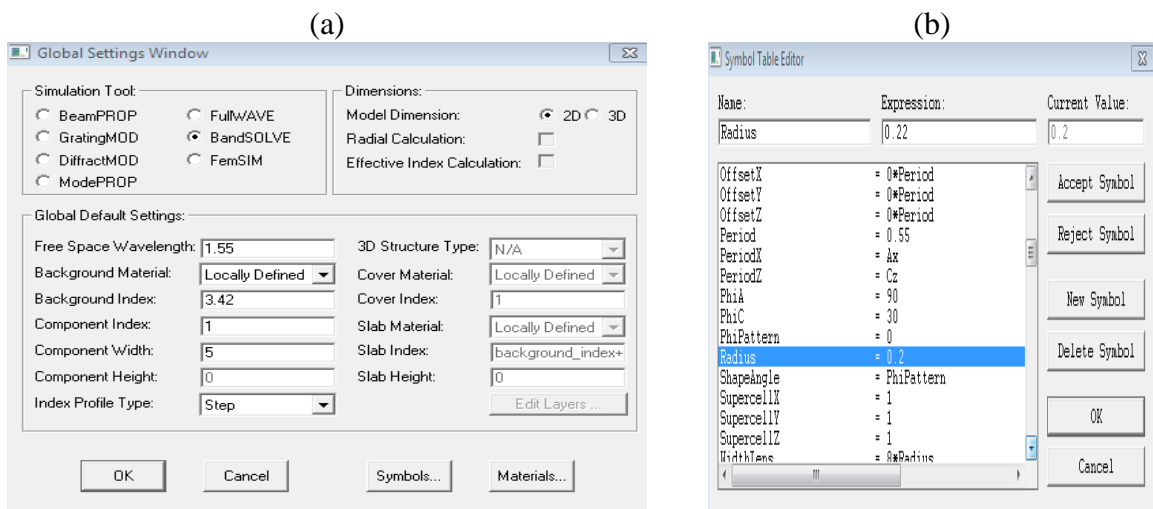 (a)
Global Settings Window
Simulation Tool:
BeamPROP
FullWAVE
GratingMOD
BandSOLVE
DiffractMOD
FemSIM
ModePROP
Dimensions:
Model Dimension: 2D 3D
Radial Calculation:
Effective Index Calculation:
Global Default Settings:
Free Space Wavelength: 1.55
3D Structure Type: N/A
Background Material: Locally Defined
Cover Material: Locally Defined
Background Index: 3.42
Cover Index: 1
Component Index: 1
Slab Material: Locally Defined
Component Width: 5
Slab Index: background_index+
Component Height: 0
Slab Height: 0
Index Profile Type: Step
Edit Layers ...
OK
Cancel
Symbols...
Materials...
(b)
Symbol Table Editor
Name:
Expression:
Current Value:
Radius
0.22
0.2
OffsetX = 0*Period
OffsetY = 0*Period
OffsetZ = 0*Period
Period = 0.55
PeriodX = Ax
PeriodZ = Cz
PhiA = 90
PhiC = 30
PhiPattern = 0
Radius = 0.2
ShapeAngle = PhiPattern
SupercellX = 1
SupercellY = 1
SupercellZ = 1
WidthLens = 8*Radius
Accept Symbol
Reject Symbol
New Symbol
Delete Symbol
OK
Cancel